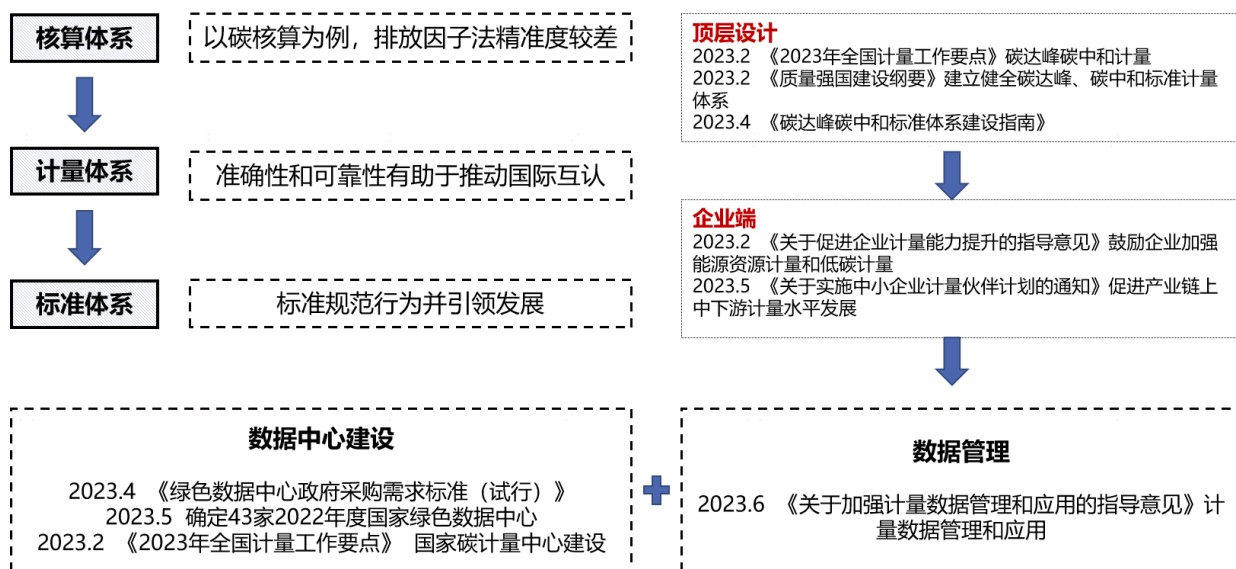 核算体系
以碳核算为例，排放因子法精准度较差
计量体系
准确性和可靠性有助于推动国际互认
标准体系
标准规范行为并引领发展
顶层设计
2023.2 《2023年全国计量工作要点》碳达峰碳中和计量
2023.2 《质量强国建设纲要》建立健全碳达峰、碳中和标准计量
体系
2023.4 《碳达峰碳中和标准体系建设指南》
企业端
2023.2 《关于促进企业计量能力提升的指导意见》鼓励企业加强
能源资源计量和低碳计量
2023.5 《关于实施中小企业计量伙伴计划的通知》促进产业链上
中下游计量水平发展
数据中心建设
2023.4 《绿色数据中心政府采购需求标准（试行）》
2023.5 确定43家2022年度国家绿色数据中心
2023.2 《2023年全国计量工作要点》 国家碳计量中心建设
数据管理
2023.6 《关于加强计量数据管理和应用的指导意见》计
量数据管理和应用